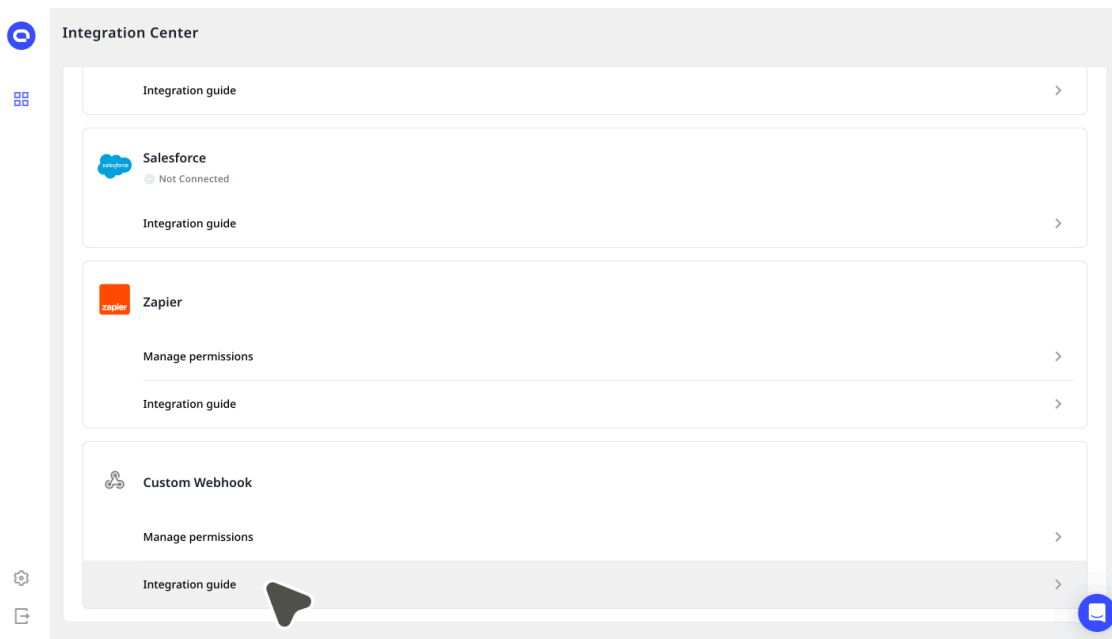 Integration Center
Integration guide
salesforce
Salesforce
Not Connected
Integration guide
zapier
Zapier
Manage permissions
Integration guide
Custom Webhook
Manage permissions
Integration guide